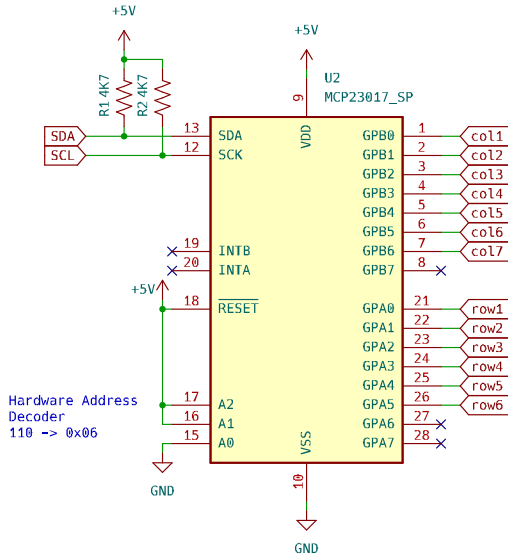 +5V
+5V
R1 4K7
R2 4K7
U2
MCP23017_SP
9
VDD
SDA
13
SDA
GPB0
1
col1
SCL
12
SCK
GPB1
2
col2
GPB2
3
col3
GPB3
4
col4
GPB4
5
col5
GPB5
6
col6
19
INTB
GPB6
7
col7
20
INTA
GPB7
8
+5V
18
RESET
GPA0
21
row1
GPA1
22
row2
GPA2
23
row3
GPA3
24
row4
GPA4
25
row5
Hardware Address
Decoder
110 -> 0x06
17
A2
GPA5
26
row6
16
A1
GPA6
27
15
A0
GPA7
28
VSS
10
GND
GND